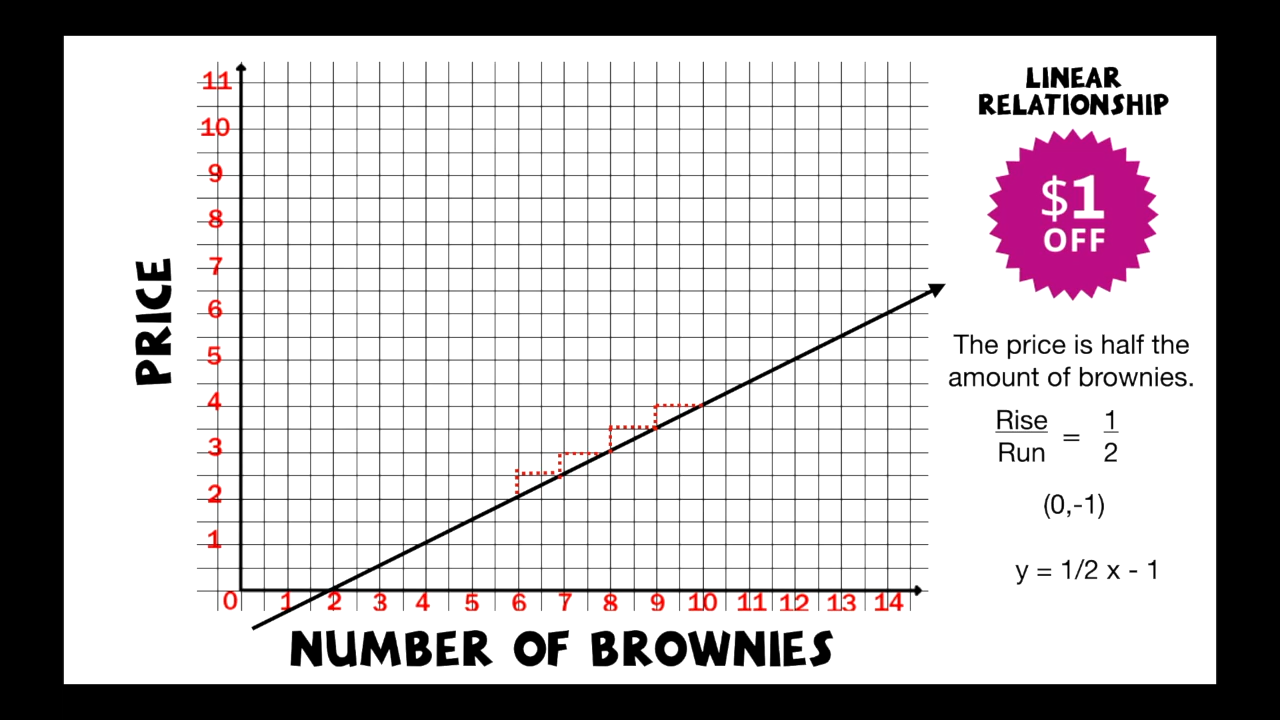 LINEAR
RELATIONSHIP
$1
OFF
The price is half the
amount of brownies.
Rise
Run
=
1
2
(0,-1)
y = 1/2 x - 1
PRICE
11
10
9
8
7
6
5
4
3
2
1
0 1 2 3 4 5 6 7 8 9 10 11 12 13 14
NUMBER OF BROWNIES